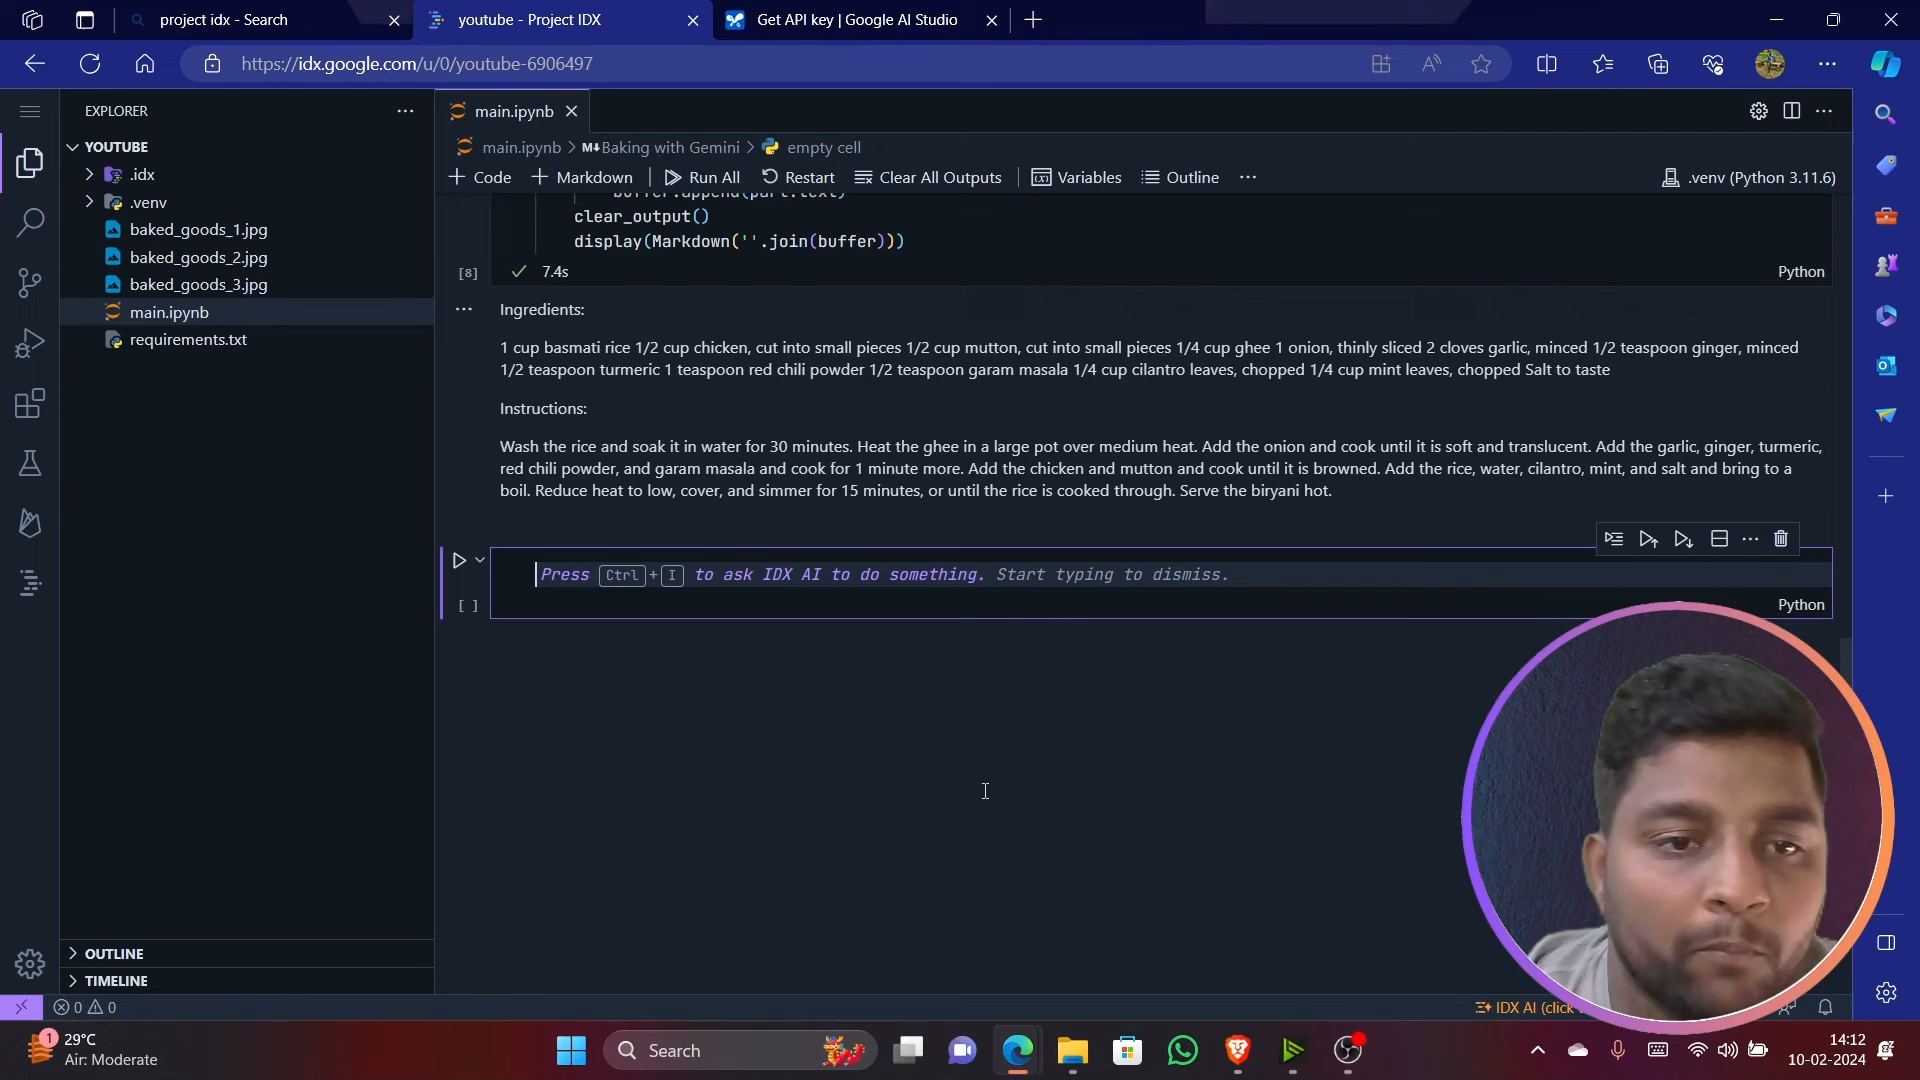 project idx - Search
youtube - Project IDX
Get API key | Google AI Studio
https://idx.google.com/u/0/youtube-6906497
EXPLORER
main.ipynb
YOUTUBE
.idx
.venv
baked_goods_1.jpg
baked_goods_2.jpg
baked_goods_3.jpg
main.ipynb
requirements.txt
OUTLINE
TIMELINE
main.ipynb > M↓Baking with Gemini > empty cell
+ Code + Markdown | Run All Restart Clear All Outputs | Variables Outline ···
.venv (Python 3.11.6)
buffer.append(part.text)
clear_output()
display(Markdown(''.join(buffer)))
[8] ✓ 7.4s
Python
Ingredients:
1 cup basmati rice 1/2 cup chicken, cut into small pieces 1/2 cup mutton, cut into small pieces 1/4 cup ghee 1 onion, thinly sliced 2 cloves garlic, minced 1/2 teaspoon ginger, minced
1/2 teaspoon turmeric 1 teaspoon red chili powder 1/2 teaspoon garam masala 1/4 cup cilantro leaves, chopped 1/4 cup mint leaves, chopped Salt to taste
Instructions:
Wash the rice and soak it in water for 30 minutes. Heat the ghee in a large pot over medium heat. Add the onion and cook until it is soft and translucent. Add the garlic, ginger, turmeric,
red chili powder, and garam masala and cook for 1 minute more. Add the chicken and mutton and cook until it is browned. Add the rice, water, cilantro, mint, and salt and bring to a
boil. Reduce heat to low, cover, and simmer for 15 minutes, or until the rice is cooked through. Serve the biryani hot.
Press Ctrl+I to ask IDX AI to do something. Start typing to dismiss.
[ ]
Python
0 0
IDX AI (click
1
29°C
Air: Moderate
Search
14:12
10-02-2024